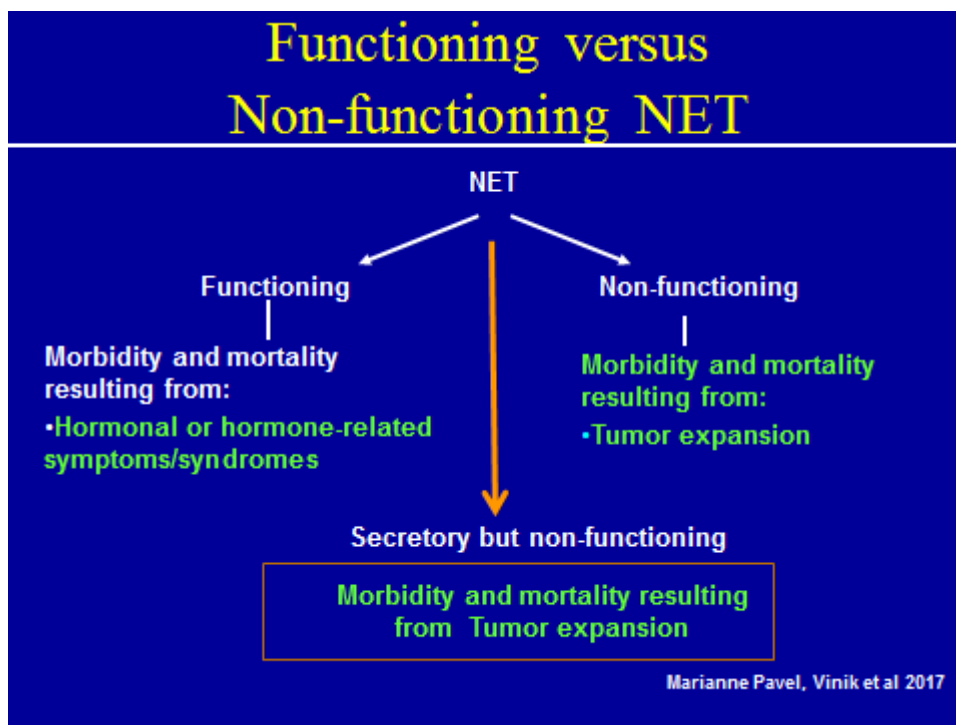 Functioning versus
Non-functioning NET
NET
Functioning
Morbidity and mortality
resulting from:
•Hormonal or hormone-related
symptoms/syndromes
Non-functioning
Morbidity and mortality
resulting from:
•Tumor expansion
Secretory but non-functioning
Morbidity and mortality resulting
from Tumor expansion
Marianne Pavel, Vinik et al 2017